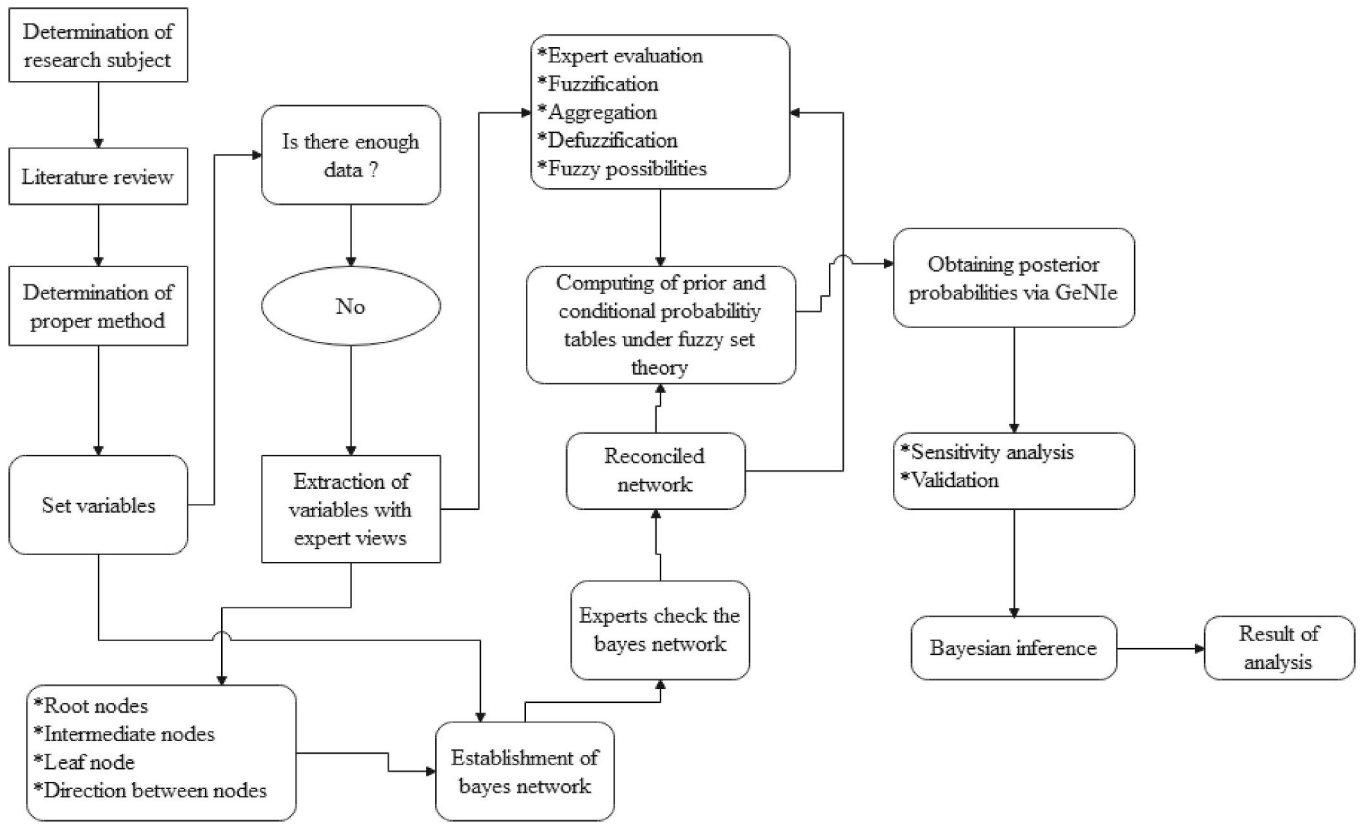 Determination of
research subject
Literature review
Determination of
proper method
Set variables
Is there enough
data ?
No
Extraction of
variables with
expert views
*Root nodes
*Intermediate nodes
*Leaf node
*Direction between nodes
Establishment of
bayes network
Experts check the
bayes network
Reconciled
network
*Expert evaluation
*Fuzzification
*Aggregation
*Defuzzification
*Fuzzy possibilities
Computing of prior and
conditional probabilitiy
tables under fuzzy set
theory
Obtaining posterior
probabilities via GeNIe
*Sensitivity analysis
*Validation
Bayesian inference
Result of
analysis